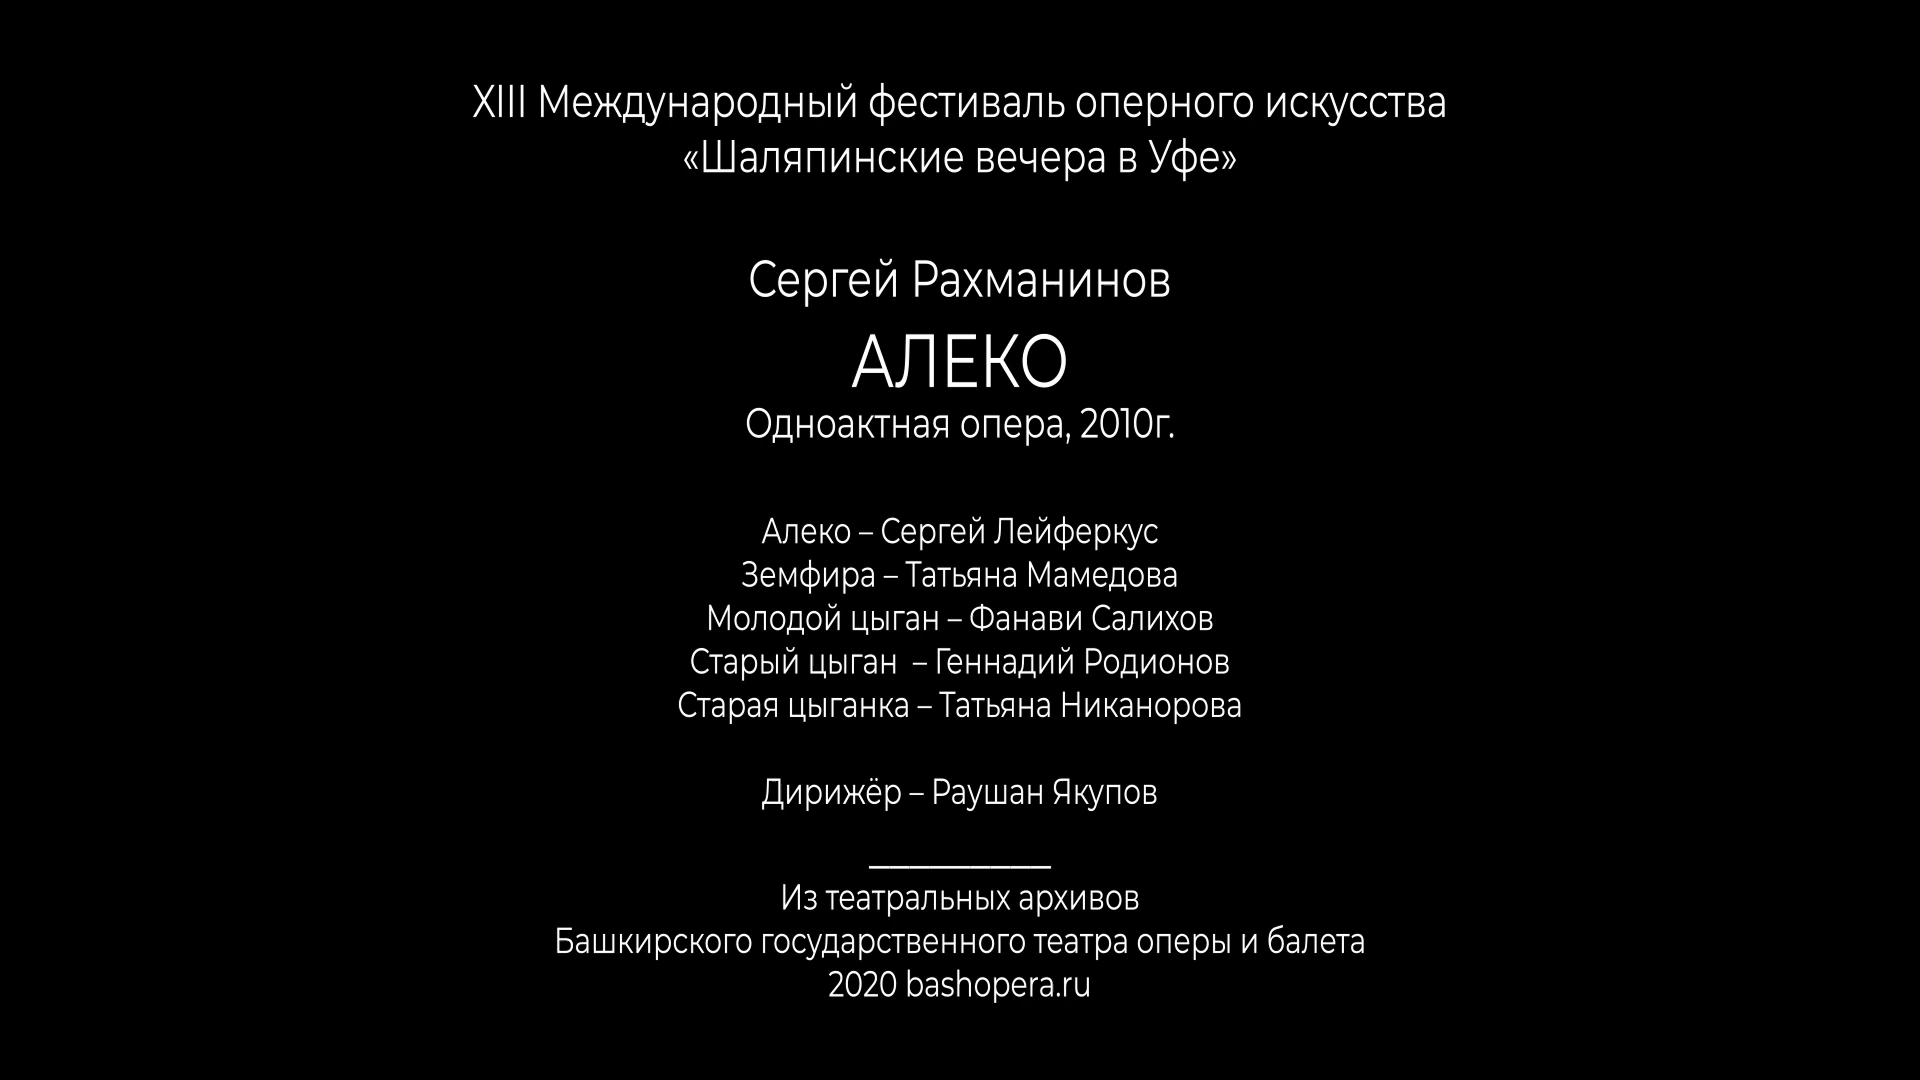 XIII Международный фестиваль оперного искусства
«Шаляпинские вечера в Уфе»
Сергей Рахманинов
АЛЕКО
Одноактная опера, 2010г.
Алеко – Сергей Лейферкус
Земфира – Татьяна Мамедова
Молодой цыган – Фанави Салихов
Старый цыган – Геннадий Родионов
Старая цыганка – Татьяна Никанорова
Дирижёр – Раушан Якупов
Из театральных архивов
Башкирского государственного театра оперы и балета
2020 bashopera.ru